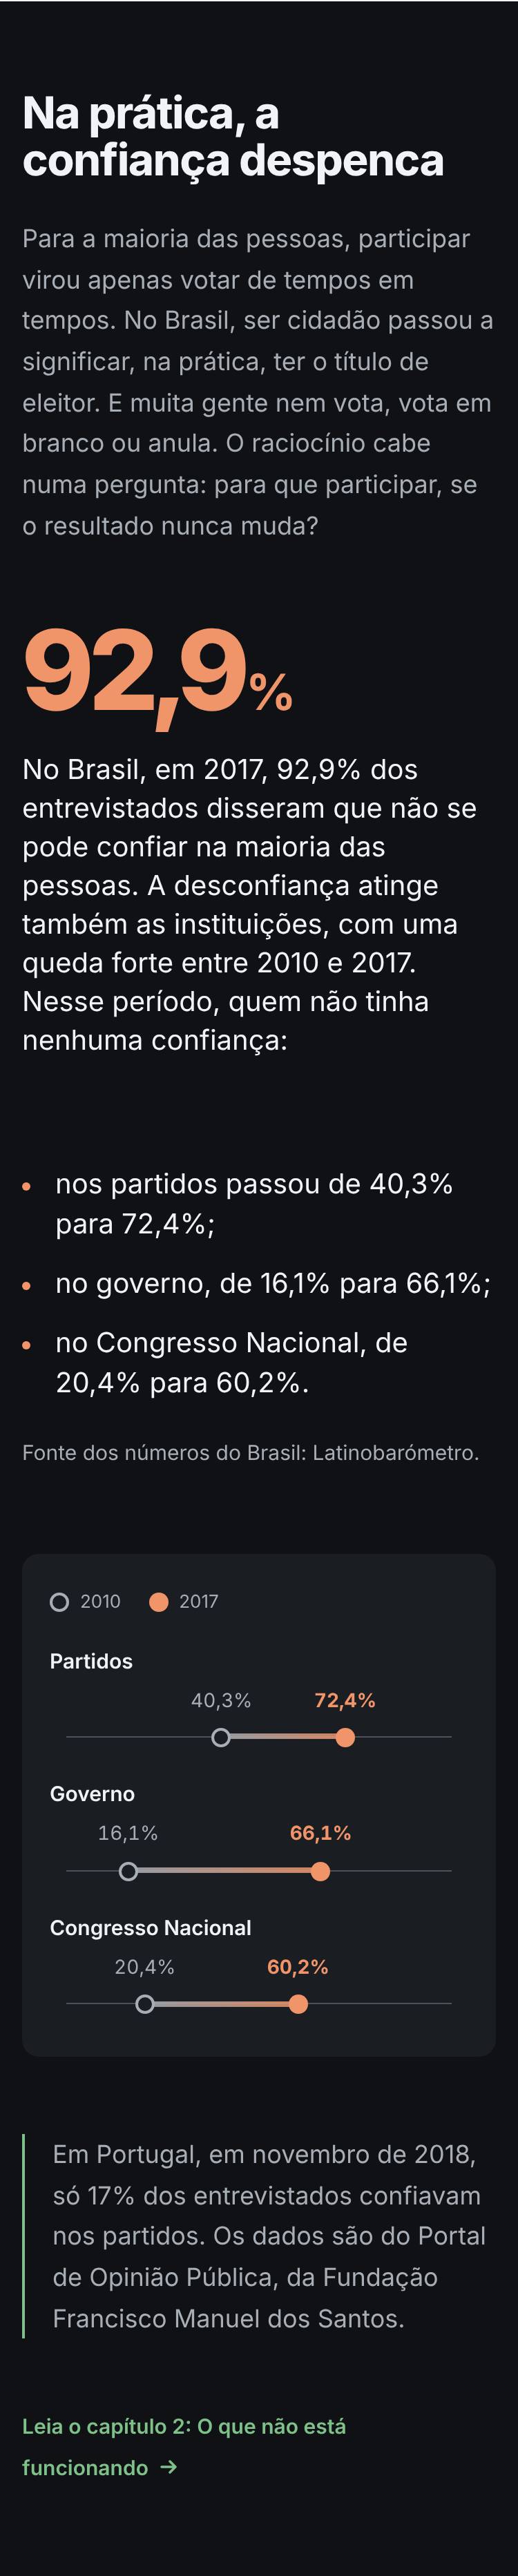 Na prática, a
confiança despenca
Para a maioria das pessoas, participar
virou apenas votar de tempos em
tempos. No Brasil, ser cidadão passou a
significar, na prática, ter o título de
eleitor. E muita gente nem vota, vota em
branco ou anula. O raciocínio cabe
numa pergunta: para que participar, se
o resultado nunca muda?
92,9%
No Brasil, em 2017, 92,9% dos
entrevistados disseram que não se
pode confiar na maioria das
pessoas. A desconfiança atinge
também as instituições, com uma
queda forte entre 2010 e 2017.
Nesse período, quem não tinha
nenhuma confiança:
• nos partidos passou de 40,3%
para 72,4%;
• no governo, de 16,1% para 66,1%;
• no Congresso Nacional, de
20,4% para 60,2%.
Fonte dos números do Brasil: Latinobarómetro.
2010 2017
Partidos
40,3% 72,4%
Governo
16,1% 66,1%
Congresso Nacional
20,4% 60,2%
Em Portugal, em novembro de 2018,
só 17% dos entrevistados confiavam
nos partidos. Os dados são do Portal
de Opinião Pública, da Fundação
Francisco Manuel dos Santos.
Leia o capítulo 2: O que não está
funcionando →